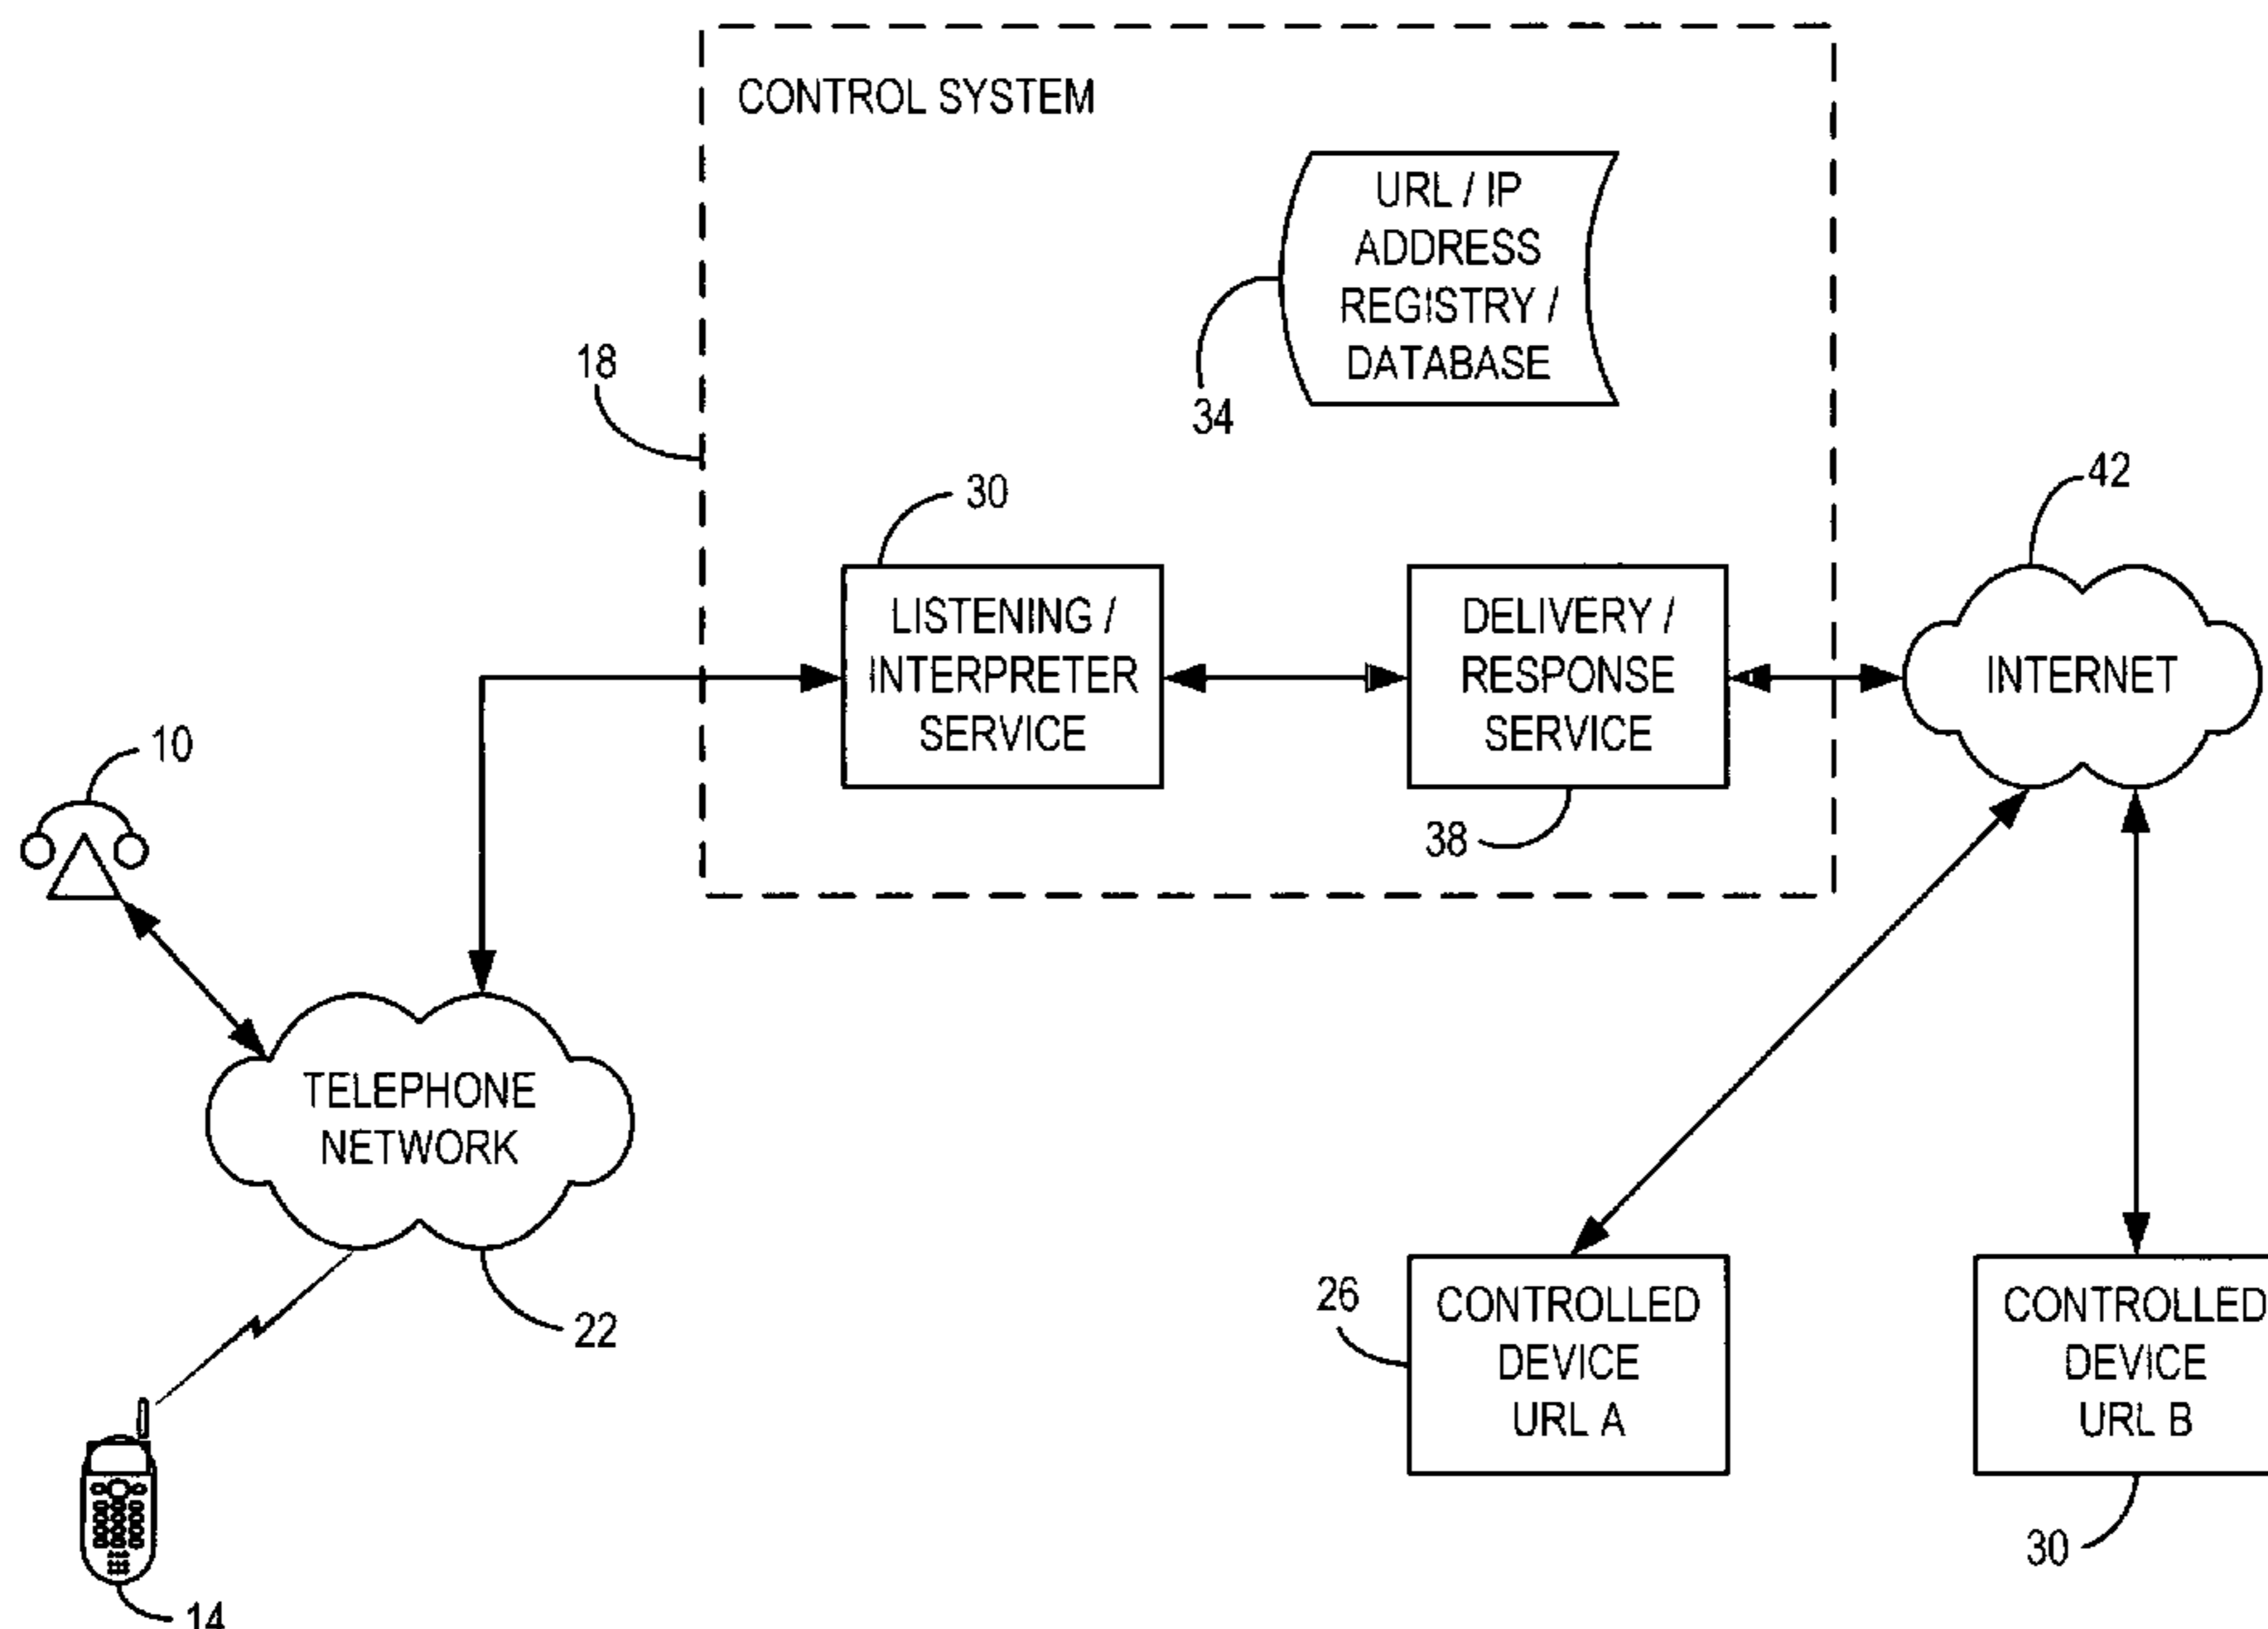 CONTROL SYSTEM
URL / IP
ADDRESS
REGISTRY /
DATABASE
34
18
30
42
LISTENING /
INTERPRETER
SERVICE
DELIVERY /
RESPONSE
SERVICE
INTERNET
38
10
TELEPHONE
NETWORK
22
26
CONTROLLED
DEVICE
URL A
CONTROLLED
DEVICE
URL B
30
14